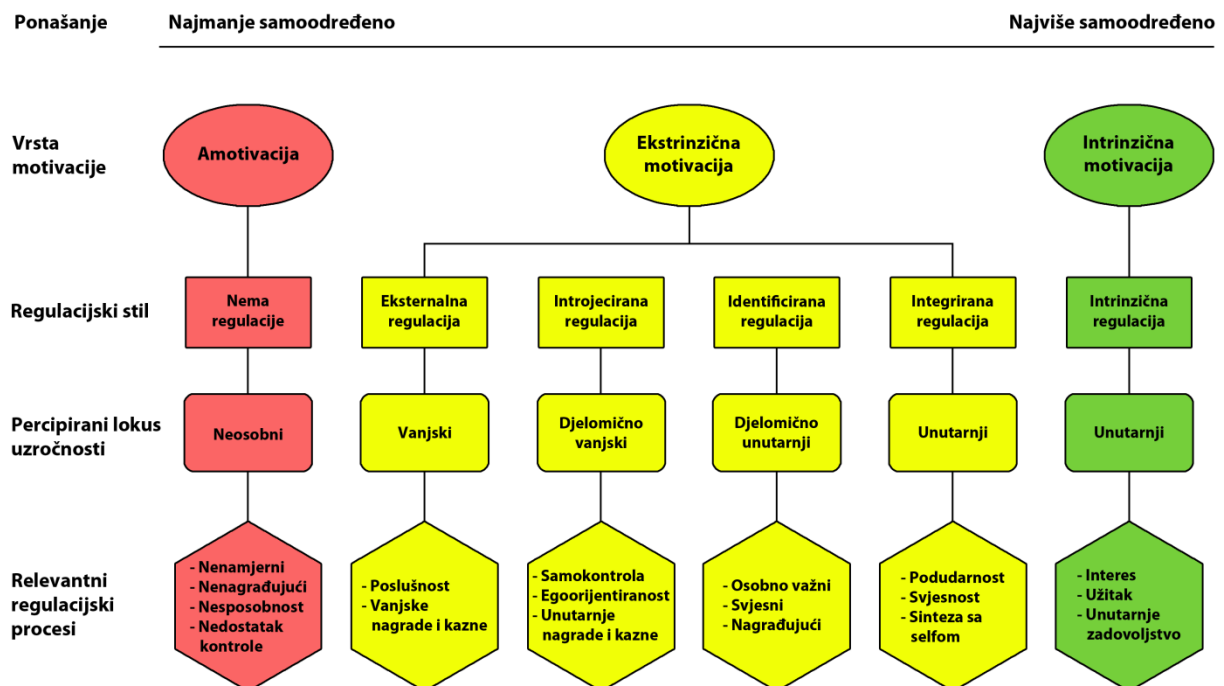 Ponašanje
Najmanje samoodređeno
Najviše samoodređeno
Vrsta
motivacije
Amotivacija
Ekstrinzična
motivacija
Intrinzična
motivacija
Regulacijski stil
Nema
regulacije
Eksternalna
regulacija
Introjecirana
regulacija
Identificirana
regulacija
Integrirana
regulacija
Intrinzična
regulacija
Percipirani lokus
uzročnosti
Neosobni
Vanjski
Djelomično
vanjski
Djelomično
unutarnji
Unutarnji
Unutarnji
Relevantni
regulacijski
procesi
- Nenamjerni
- Nenagrađujući
- Nesposobnost
- Nedostatak
kontrole
- Poslušnost
- Vanjske
nagrade i kazne
- Samokontrola
- Egoorijentiranost
- Unutarnje
nagrade i kazne
- Osobno važni
- Svjesni
- Nagrađujući
- Podudarnost
- Svjesnost
- Sinteza sa
selfom
- Interes
- Užitak
- Unutarnje
zadovoljstvo